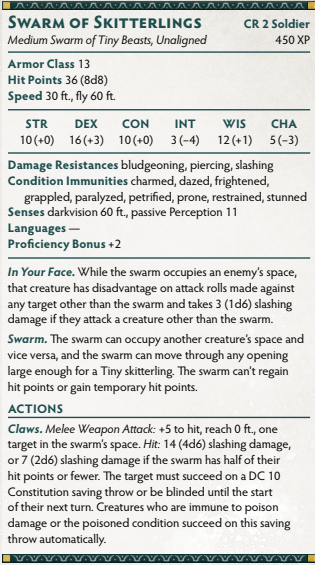 SWARM OF SKITTERLINGS CR 2 Soldier
Medium Swarm of Tiny Beasts, Unaligned 450 XP
Armor Class 13
Hit Points 36 (8d8)
Speed 30 ft., fly 60 ft.
STR DEX CON INT WIS CHA
10 (+0) 16 (+3) 10 (+0) 3 (−4) 12 (+1) 5 (−3)
Damage Resistances bludgeoning, piercing, slashing
Condition Immunities charmed, dazed, frightened,
grappled, paralyzed, petrified, prone, restrained, stunned
Senses darkvision 60 ft., passive Perception 11
Languages —
Proficiency Bonus +2
In Your Face. While the swarm occupies an enemy's space,
that creature has disadvantage on attack rolls made against
any target other than the swarm and takes 3 (1d6) slashing
damage if they attack a creature other than the swarm.
Swarm. The swarm can occupy another creature's space and
vice versa, and the swarm can move through any opening
large enough for a Tiny skitterling. The swarm can't regain
hit points or gain temporary hit points.
ACTIONS
Claws. Melee Weapon Attack: +5 to hit, reach 0 ft., one
target in the swarm's space. Hit: 14 (4d6) slashing damage,
or 7 (2d6) slashing damage if the swarm has half of their
hit points or fewer. The target must succeed on a DC 10
Constitution saving throw or be blinded until the start
of their next turn. Creatures who are immune to poison
damage or the poisoned condition succeed on this saving
throw automatically.